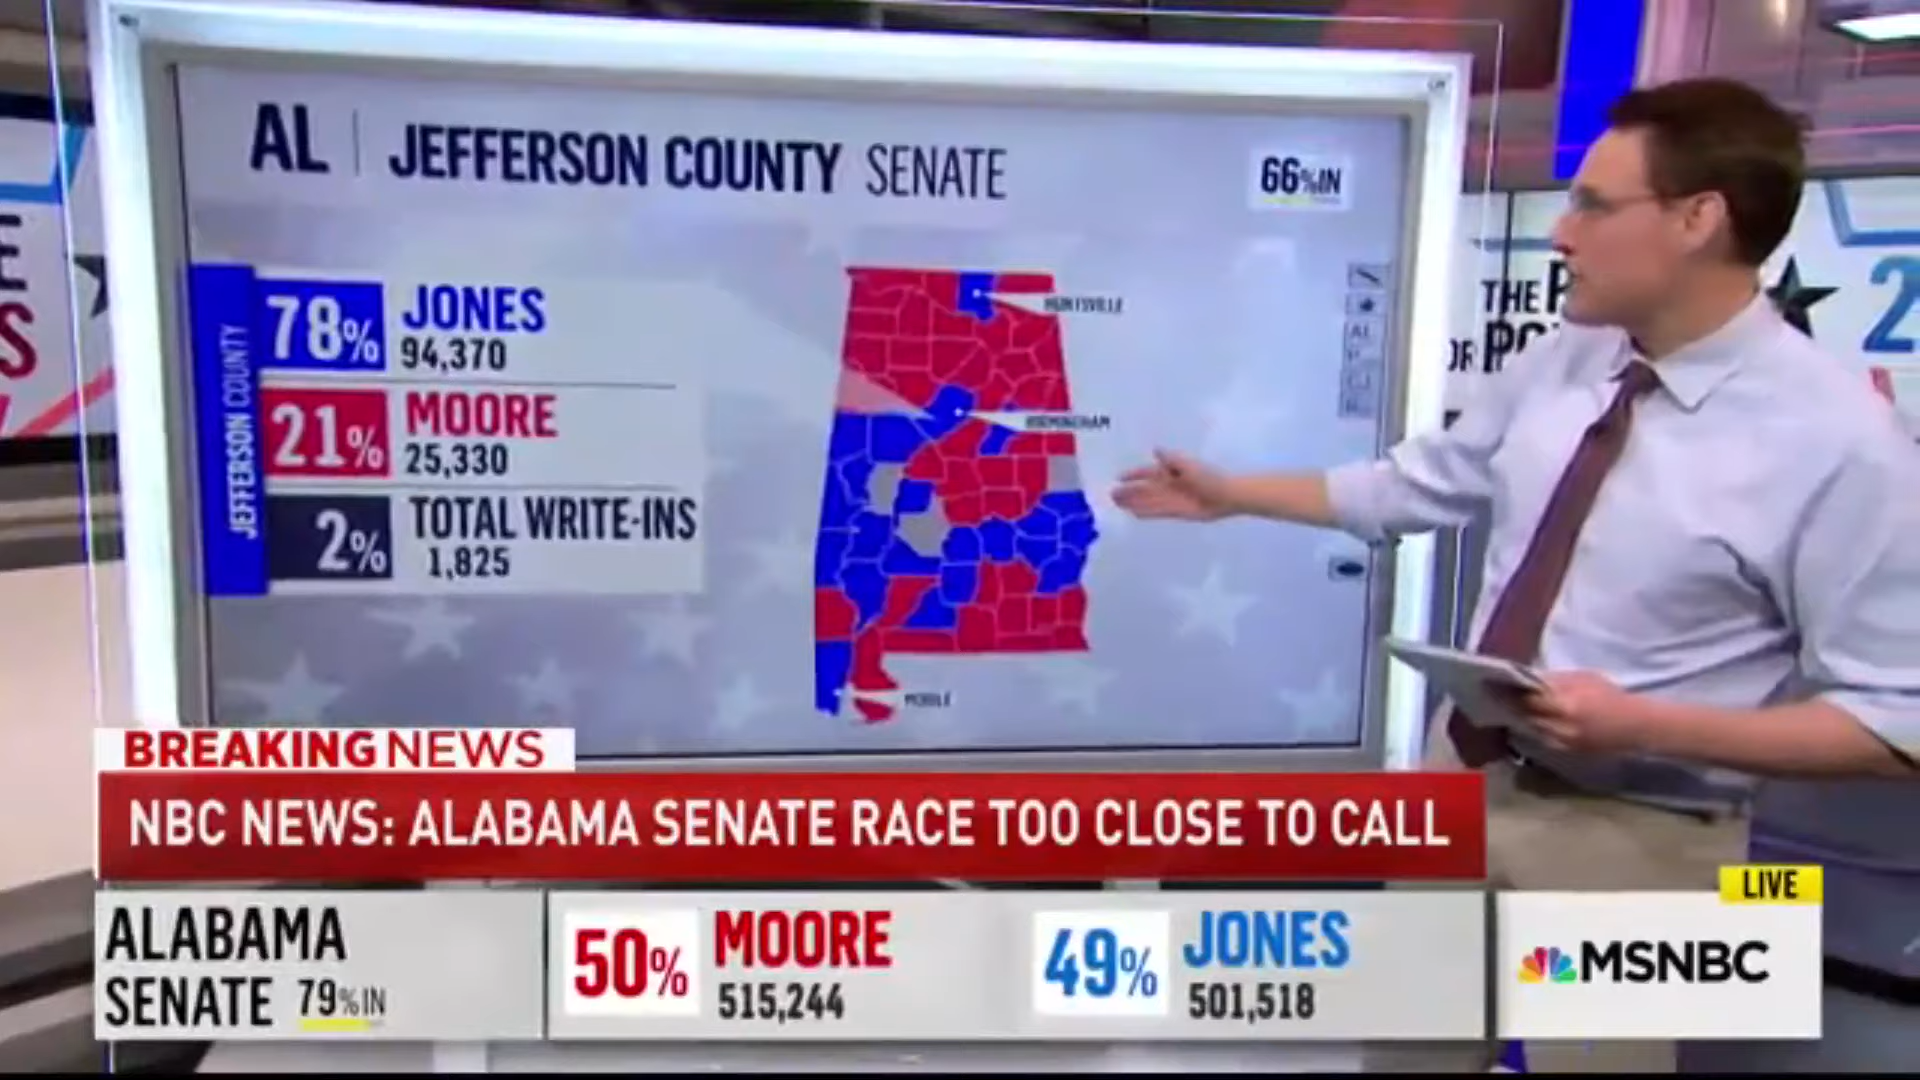 AL | JEFFERSON COUNTY SENATE
66%IN
JEFFERSON COUNTY
78% JONES
94,370
21% MOORE
25,330
2% TOTAL WRITE-INS
1,825
HUNTSVILLE
BIRMINGHAM
MOBILE
AL
THE
BREAKING NEWS
NBC NEWS: ALABAMA SENATE RACE TOO CLOSE TO CALL
ALABAMA
SENATE 79%IN
50% MOORE
515,244
49% JONES
501,518
LIVE
MSNBC